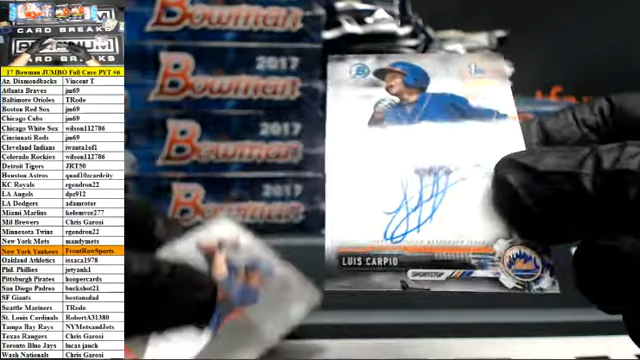 CARD BREAKS
17 Bowman JUMBO Full Case PYT #6
Az. Diamondbacks Vincent T
Atlanta Braves jm69
Baltimore Orioles TRode
Boston Red Sox jm69
Chicago Cubs jm69
Chicago White Sox wilson112786
Cincinnati Reds jm69
Cleveland Indians iwanta1of1
Colorado Rockies wilson112786
Detroit Tigers JRT50
Houston Astros quad10zcardcity
KC Royals rgendron22
LA Angels dpz912
LA Dodgers adamroter
Miami Marlins kelemvor277
Mil Brewers Chris Garosi
Minnesota Twins rgendron22
New York Mets mandymets
New York Yankees FrontRowSports
Oakland Athletics issaca1978
Phil. Phillies jetyank1
Pittsburgh Pirates hoopercards
San Diego Padres buckshot21
SF Giants bostonsdad
Seattle Mariners TRode
St. Louis Cardinals RobertA31380
Tampa Bay Rays NYMetsandJets
Texas Rangers Chris Garosi
Toronto Blue Jays lucas jauch
Wash Nationals Chris Garosi
Bowman
2017
Bowman
2017
Bowman
2017
Bowman
2017
Bowman
B
1st
LUIS CARPIO
SHORTSTOP
Mets